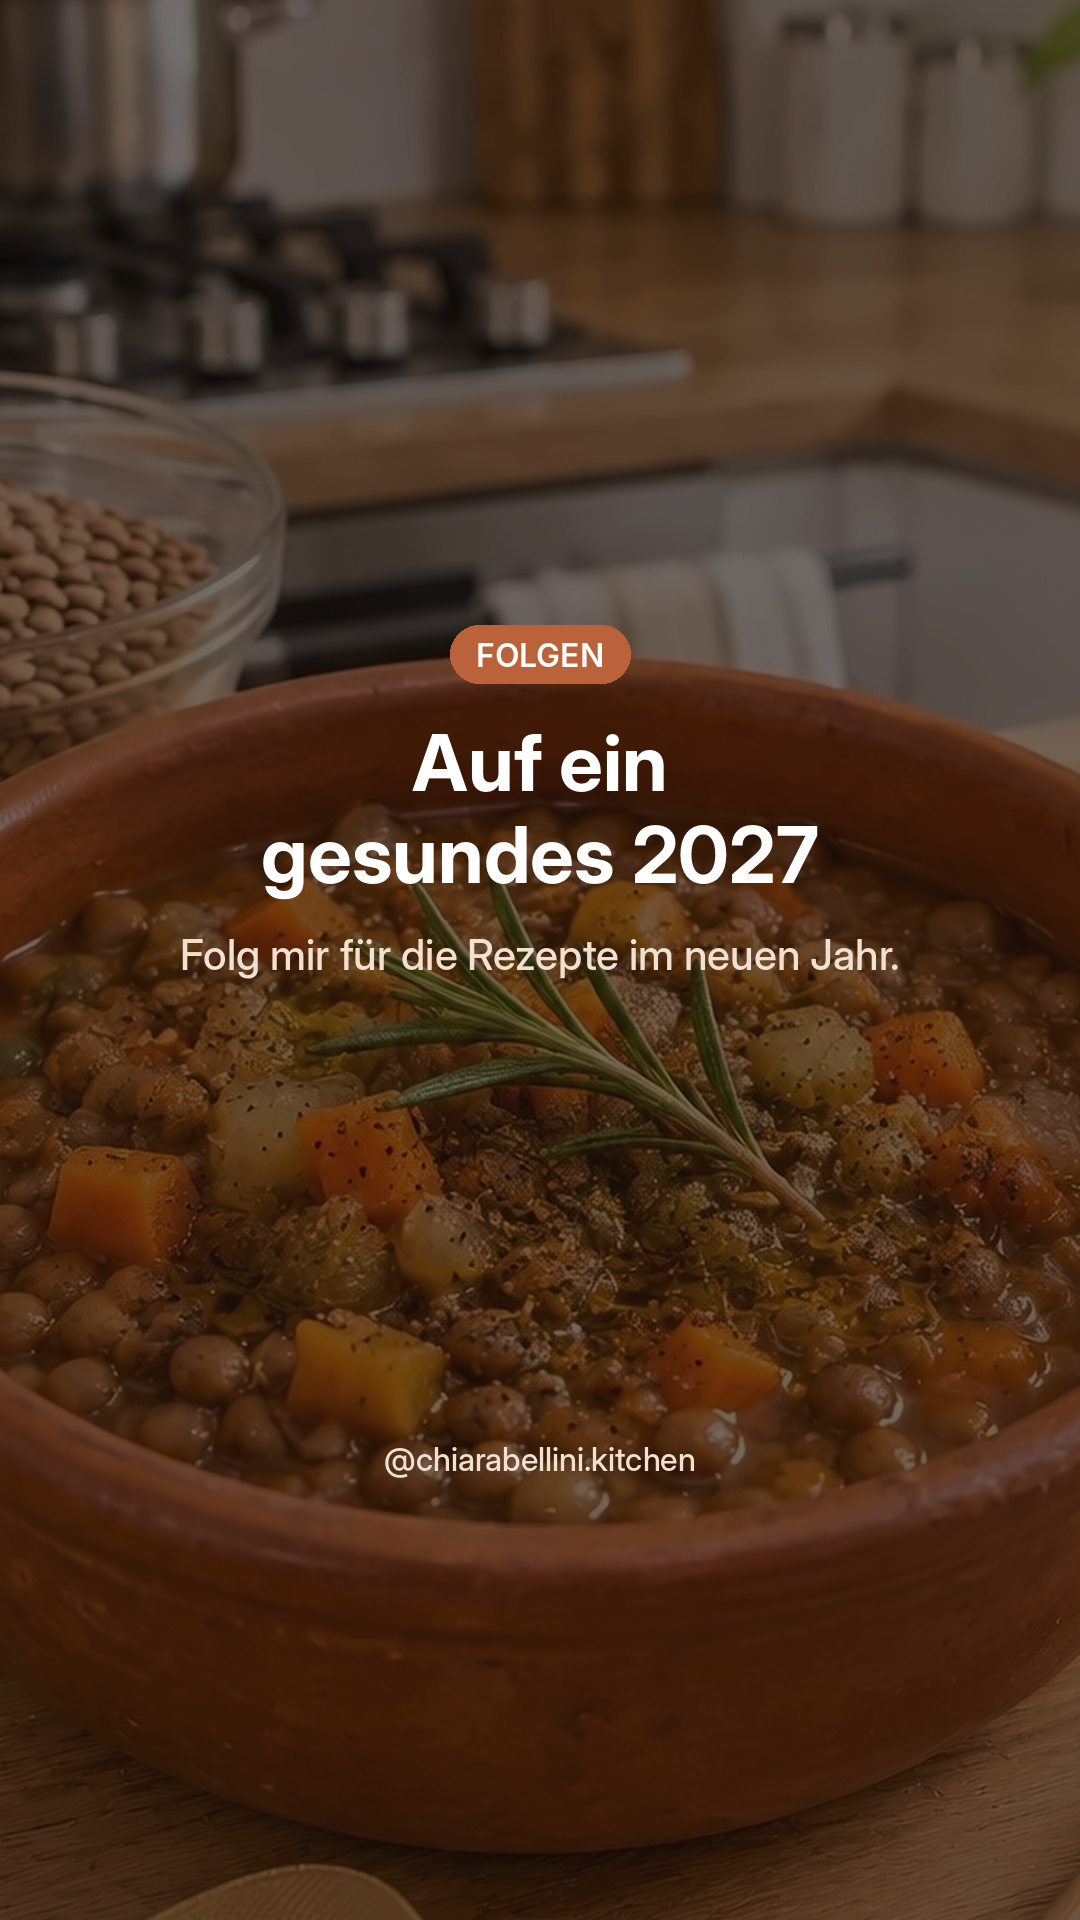 FOLGEN
Auf ein
gesundes 2027
Folg mir für die Rezepte im neuen Jahr.
@chiarabellini.kitchen